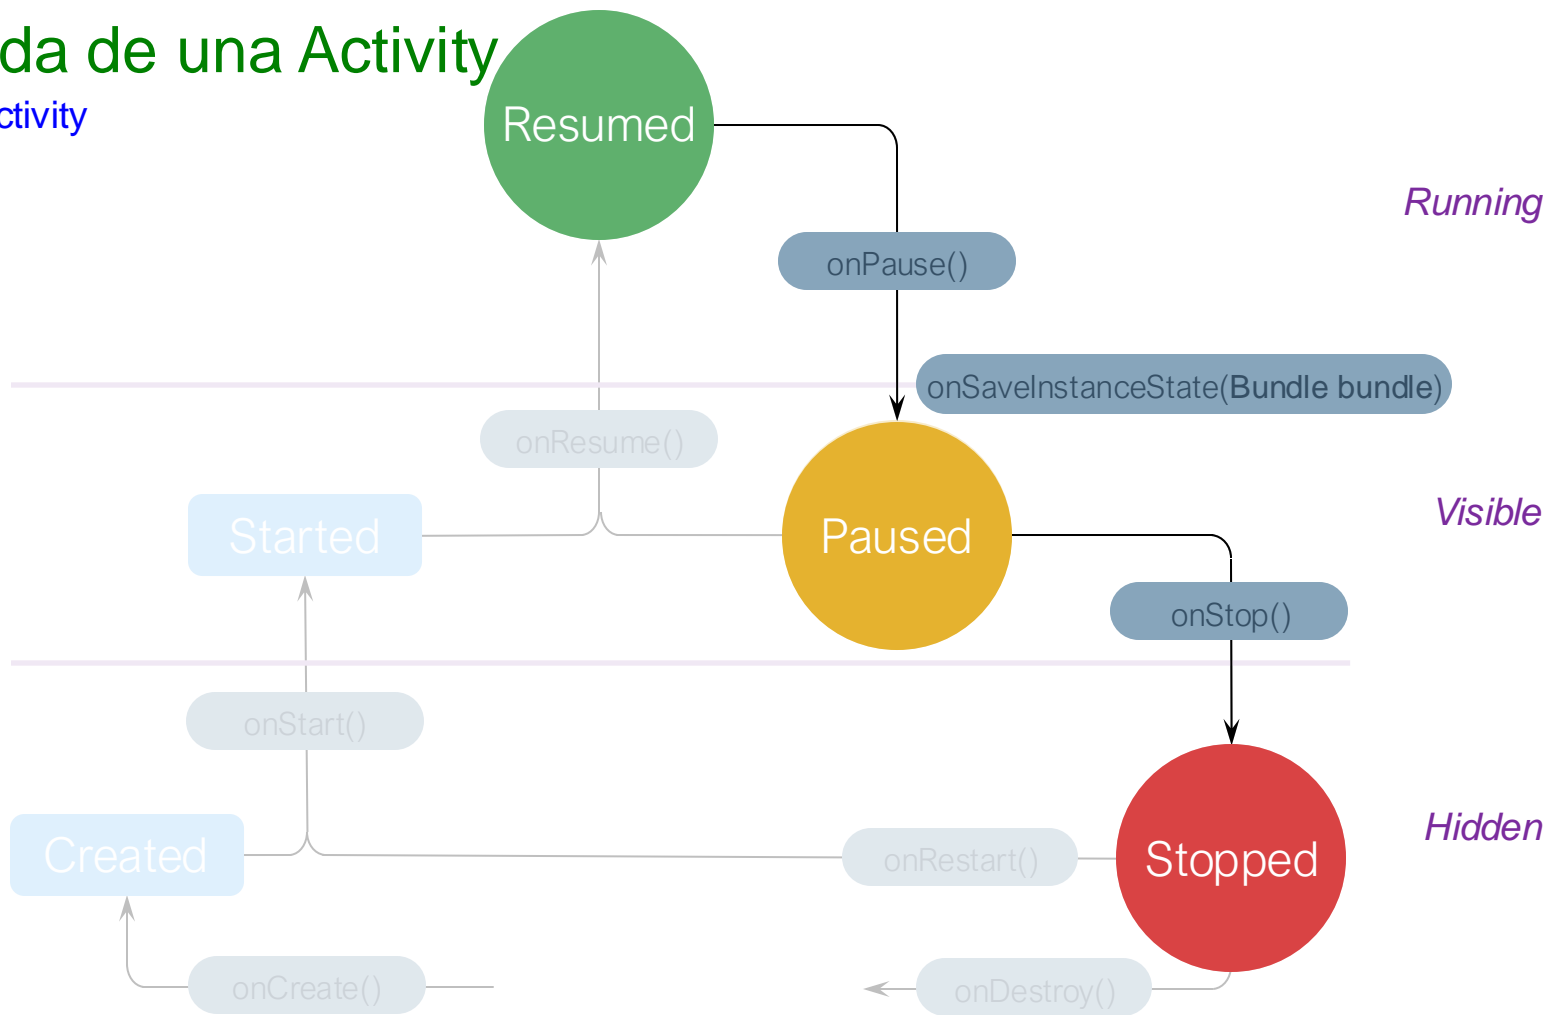 da de una Activity
ctivity
Resumed
Running
onPause()
onSaveInstanceState(Bundle bundle)
onResume()
Visible
Started
Paused
onStop()
onStart()
Hidden
Created
onRestart()
Stopped
onCreate()
onDestroy()